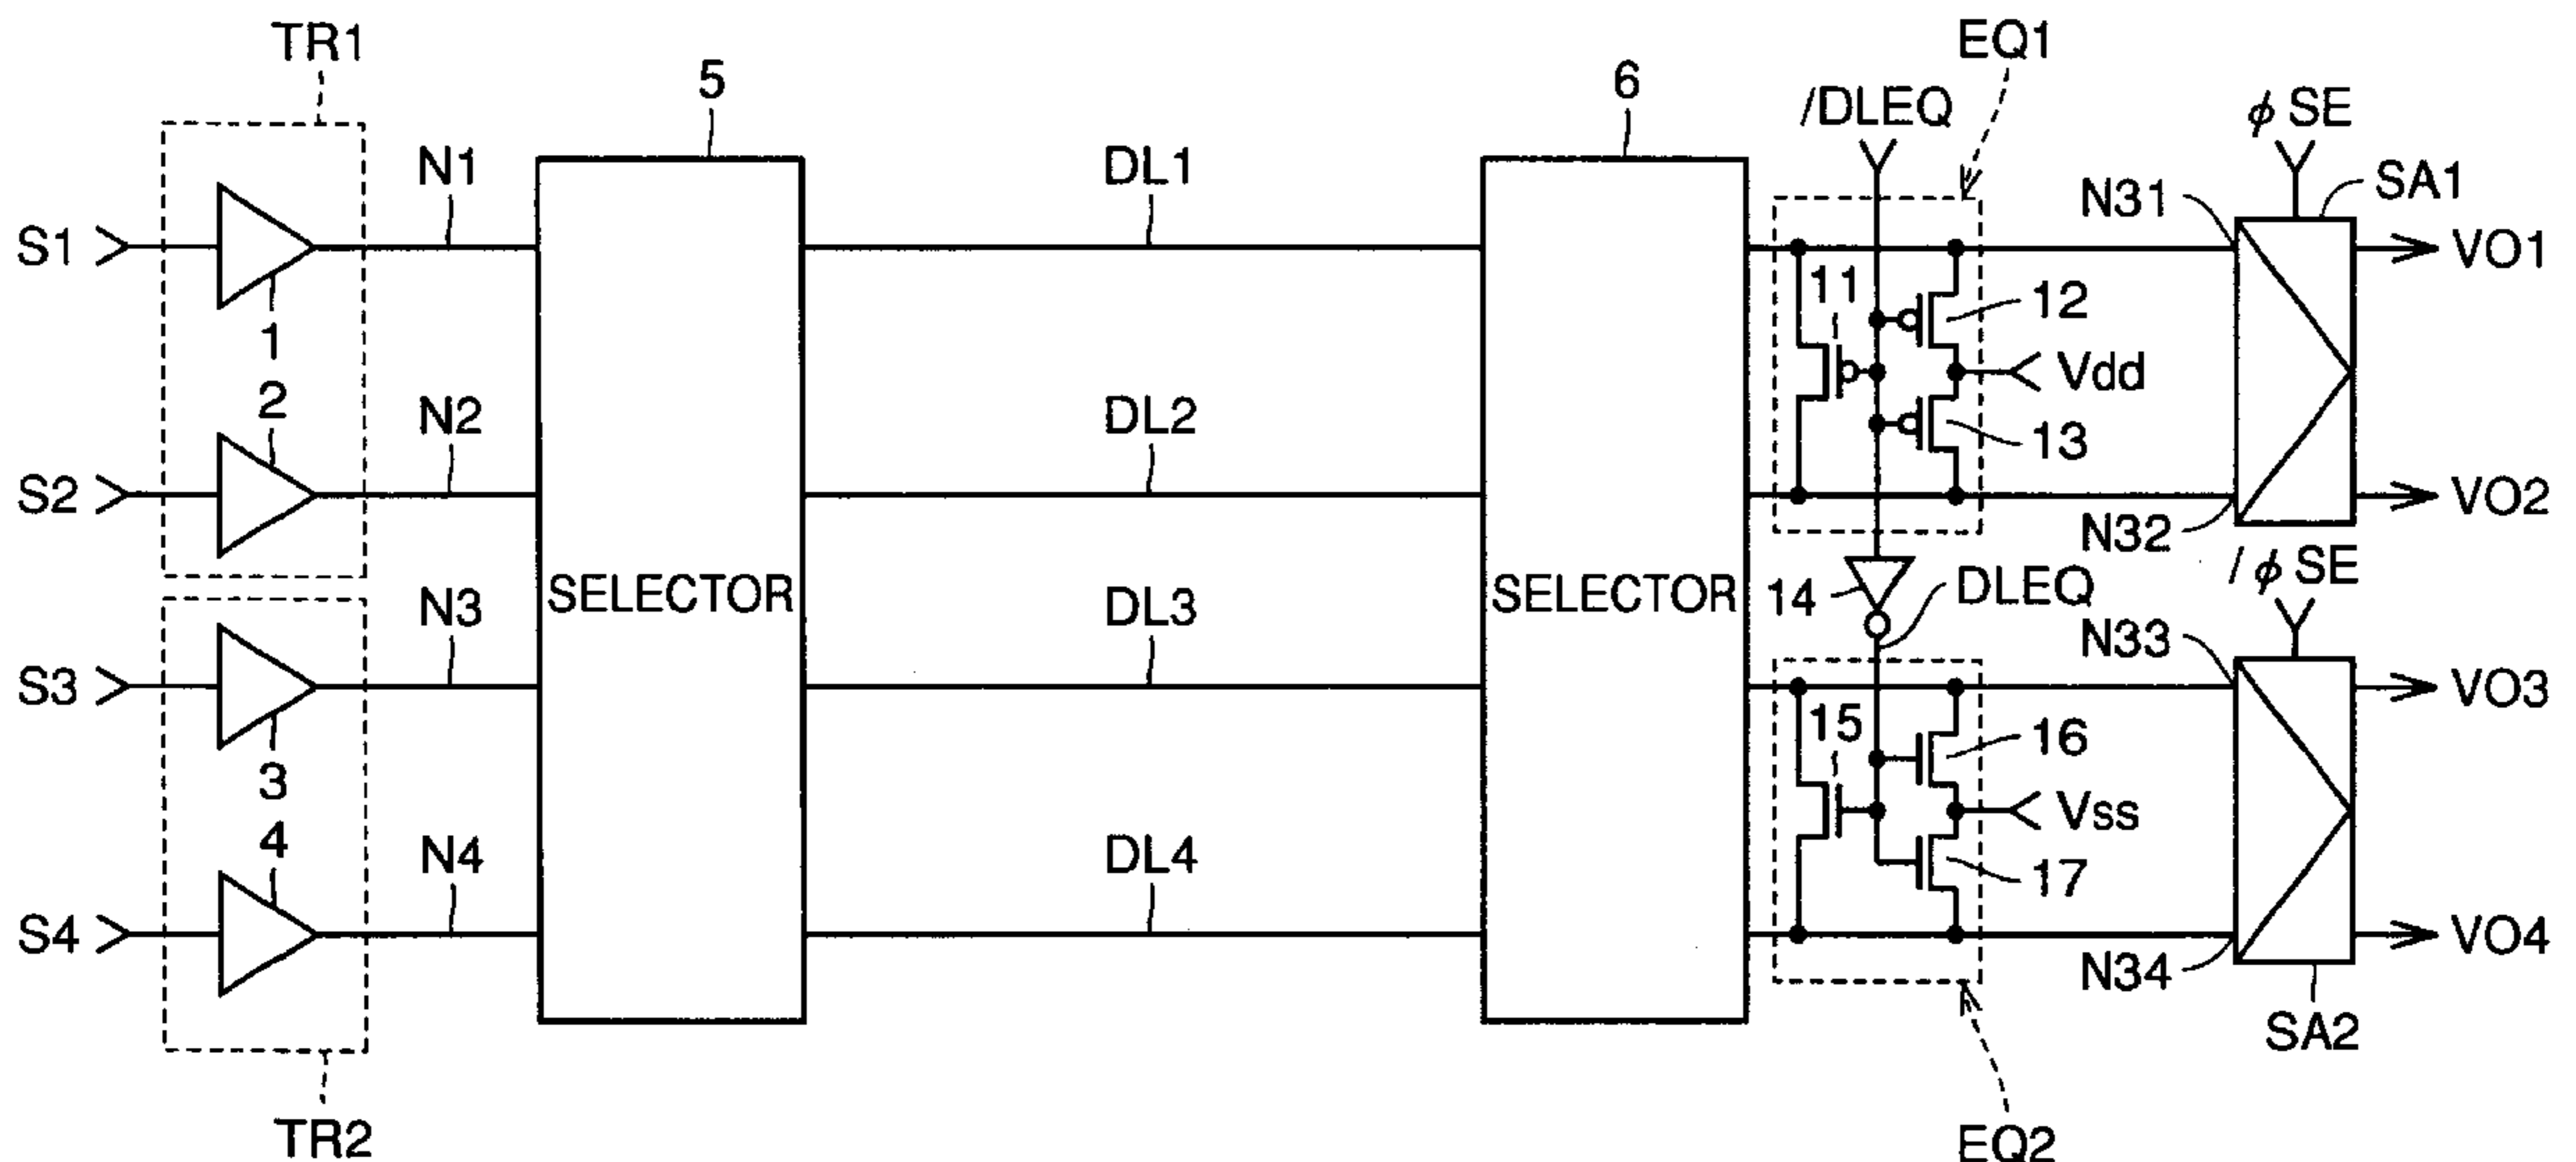 TR1
EQ1
5
6
/DLEQ
φ SE
N1
DL1
N31
SA1
S1
VO1
11
12
1
Vdd
2
N2
DL2
13
S2
VO2
N32
/ φ SE
SELECTOR
SELECTOR
14
DLEQ
N3
DL3
N33
S3
VO3
15
16
3
Vss
4
N4
DL4
17
S4
VO4
N34
SA2
TR2
EQ2